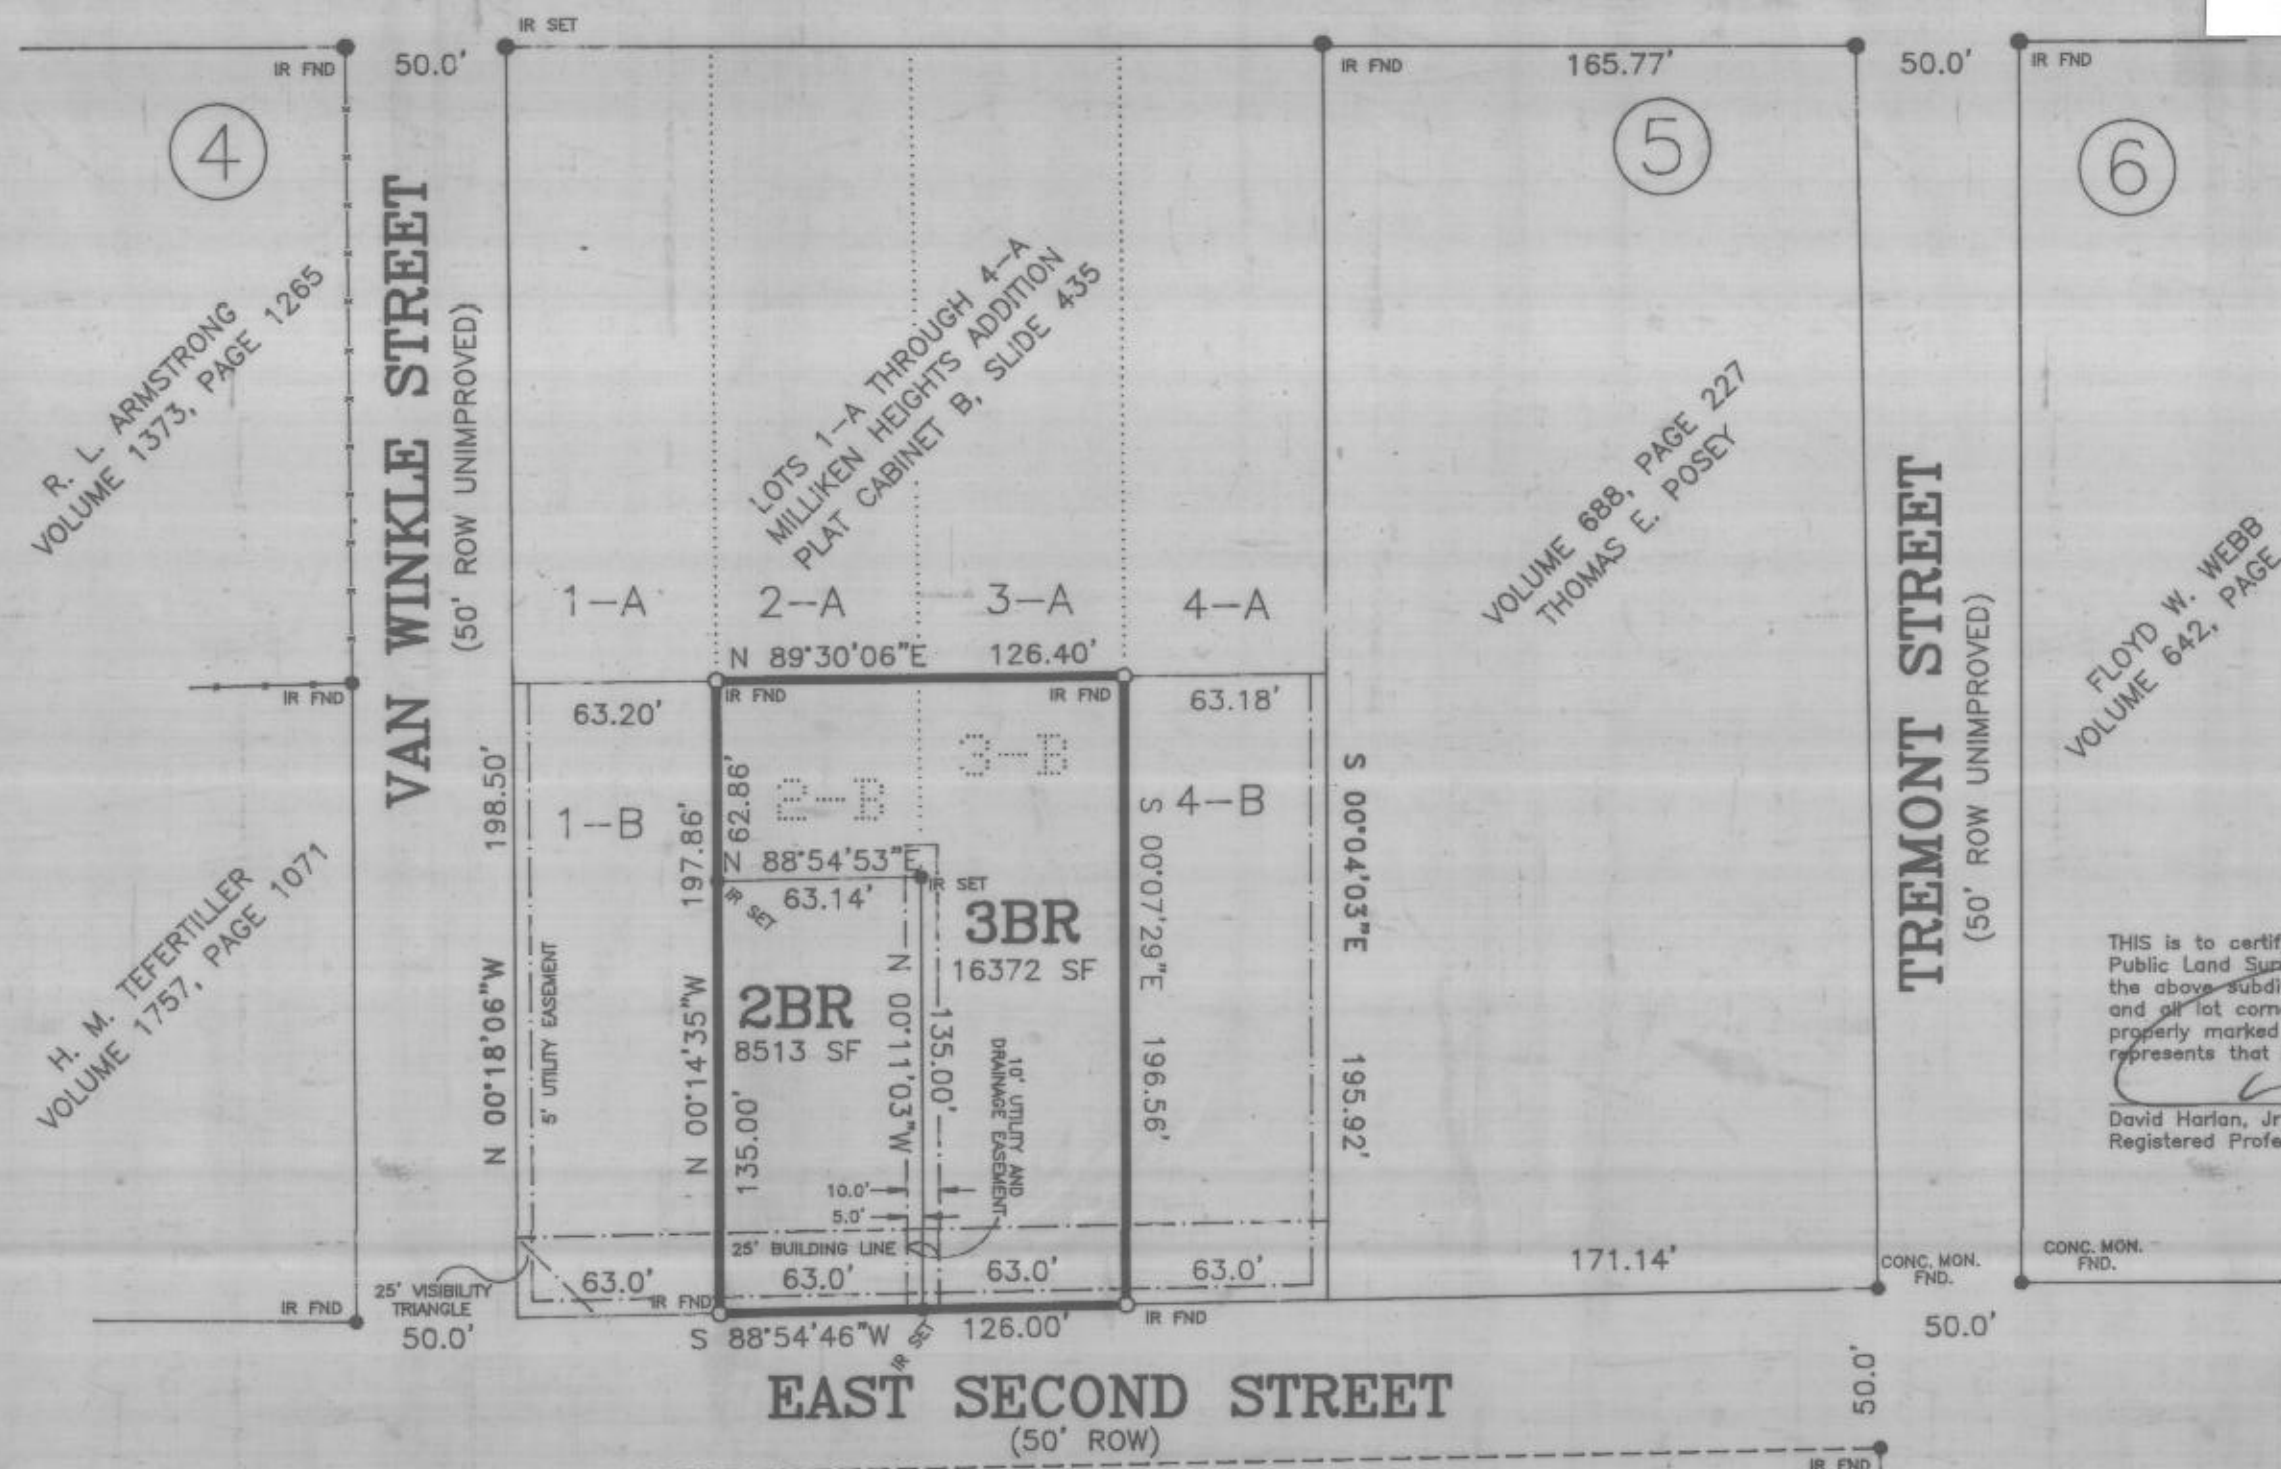 IR SET
IR FND
50.0'
IR FND
165.77'
50.0'
IR FND
4
5
6
R. L. ARMSTRONG
VOLUME 1373, PAGE 1265
VAN WINKLE STREET
(50' ROW UNIMPROVED)
LOTS 1-A THROUGH 4-A
MILLIKEN HEIGHTS ADDITION
PLAT CABINET B, SLIDE 435
VOLUME 688, PAGE 227
THOMAS E. POSEY
TREMONT STREET
(50' ROW UNIMPROVED)
FLOYD W. WEBB
VOLUME 642, PAGE
1-A
2-A
3-A
4-A
N 89°30'06"E 126.40'
IR FND
IR FND
IR FND
63.20'
63.18'
198.50'
N 00°18'06"W
1-B
2-B
3-B
4-B
62.86'
197.86'
N 00°14'35"W
N 88°54'53"E
63.14'
IR SET
IR SET
S 00°07'29"E 196.56'
S 00°04'03"E 195.92'
H. M. TEFERTILLER
VOLUME 1757, PAGE 1071
5' UTILITY EASEMENT
3BR
16372 SF
2BR
8513 SF
135.00'
N 00°11'03"W
135.00'
10' UTILITY AND
DRAINAGE EASEMENT
10.0'
5.0'
25' BUILDING LINE
THIS is to certif
Public Land Sur
the above subdi
and all lot corn
properly marked
represents that
David Harlan, Jr
Registered Profe
63.0'
63.0'
63.0'
63.0'
171.14'
CONC. MON.
FND.
CONC. MON.
FND.
25' VISIBILITY
TRIANGLE
IR FND
50.0'
IR FND
S 88°54'46"W 126.00'
IR SET
IR FND
50.0'
50.0'
EAST SECOND STREET
(50' ROW)
IR FND